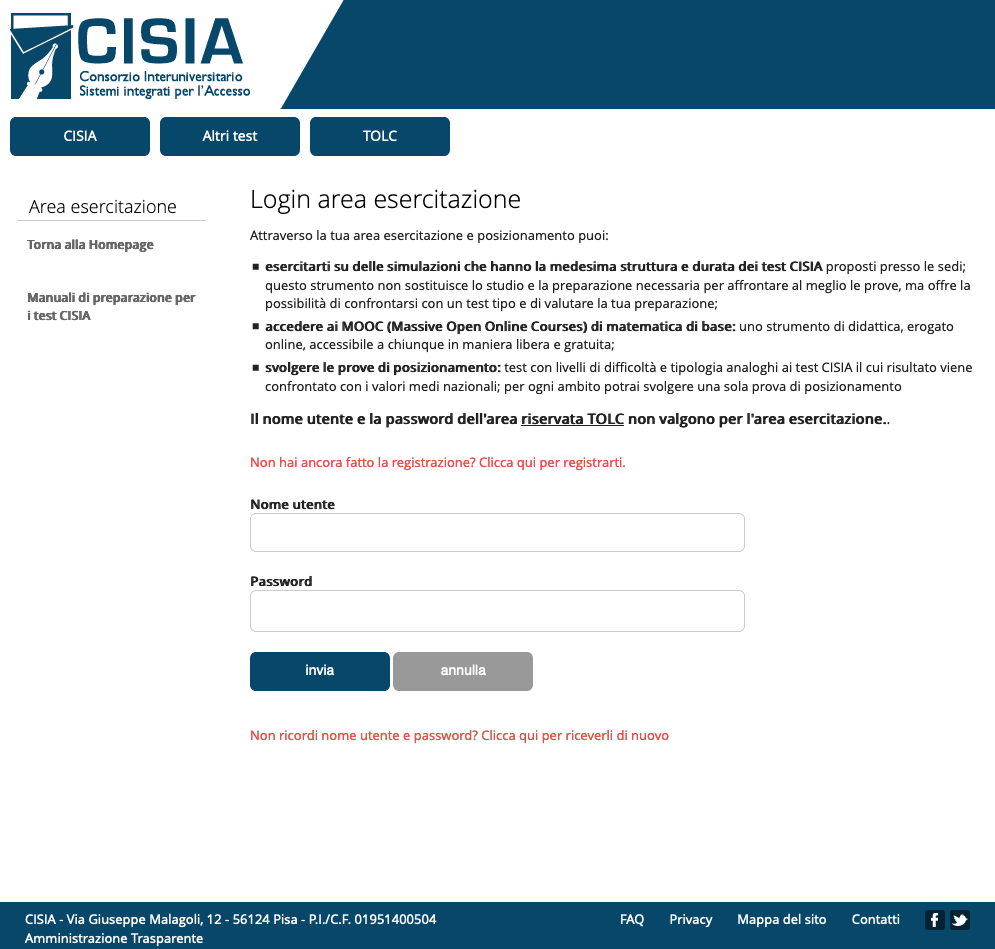 CISIA
Consorzio Interuniversitario
Sistemi integrati per l'Accesso
CISIA
Altri test
TOLC
Area esercitazione
Torna alla Homepage
Manuali di preparazione per
i test CISIA
Login area esercitazione
Attraverso la tua area esercitazione e posizionamento puoi:
esercitarti su delle simulazioni che hanno la medesima struttura e durata dei test CISIA proposti presso le sedi;
questo strumento non sostituisce lo studio e la preparazione necessaria per affrontare al meglio le prove, ma offre la
possibilità di confrontarsi con un test tipo e di valutare la tua preparazione;
accedere ai MOOC (Massive Open Online Courses) di matematica di base: uno strumento di didattica, erogato
online, accessibile a chiunque in maniera libera e gratuita;
svolgere le prove di posizionamento: test con livelli di difficoltà e tipologia analoghi ai test CISIA il cui risultato viene
confrontato con i valori medi nazionali; per ogni ambito potrai svolgere una sola prova di posizionamento
Il nome utente e la password dell'area riservata TOLC non valgono per l'area esercitazione..
Non hai ancora fatto la registrazione? Clicca qui per registrarti.
Nome utente
Password
invia
annulla
Non ricordi nome utente e password? Clicca qui per riceverli di nuovo
CISIA - Via Giuseppe Malagoli, 12 - 56124 Pisa - P.I./C.F. 01951400504
Amministrazione Trasparente
FAQ
Privacy
Mappa del sito
Contatti